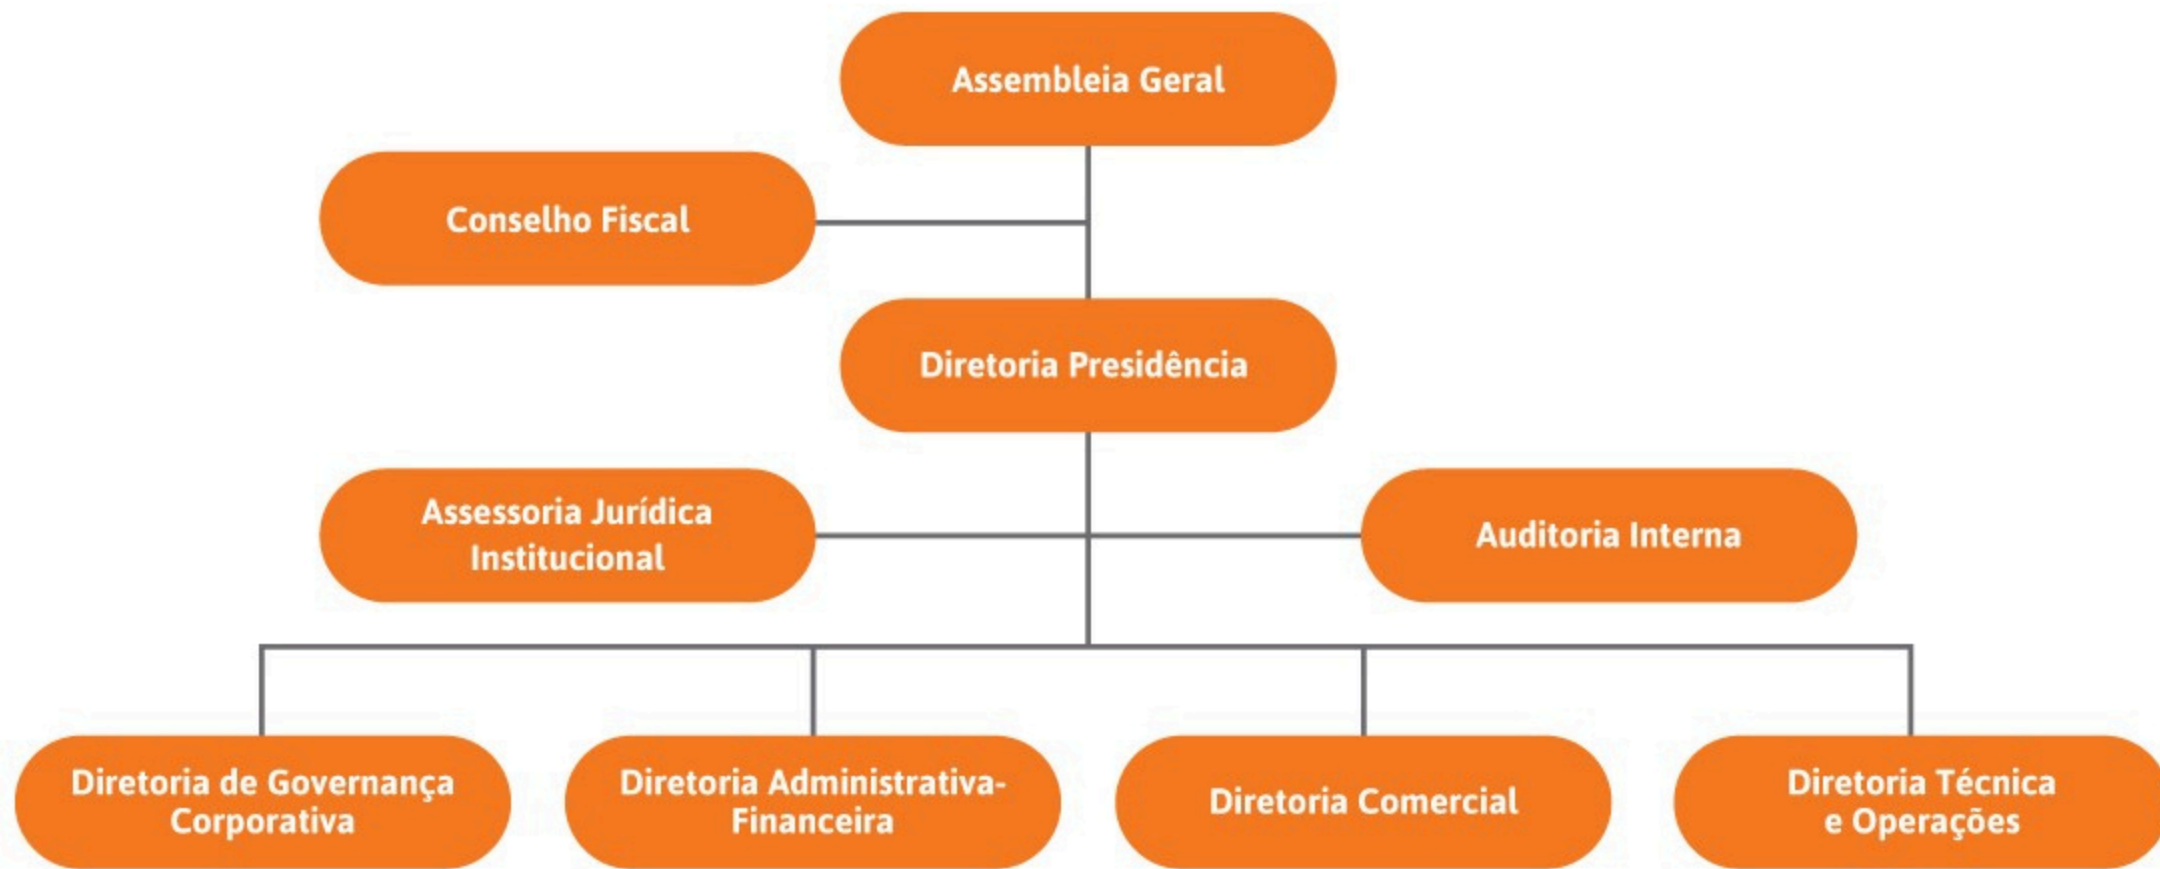 Assembleia Geral
Conselho Fiscal
Diretoria Presidência
Assessoria Jurídica
Institucional
Auditoria Interna
Diretoria de Governança
Corporativa
Diretoria Administrativa-
Financeira
Diretoria Comercial
Diretoria Técnica
e Operações